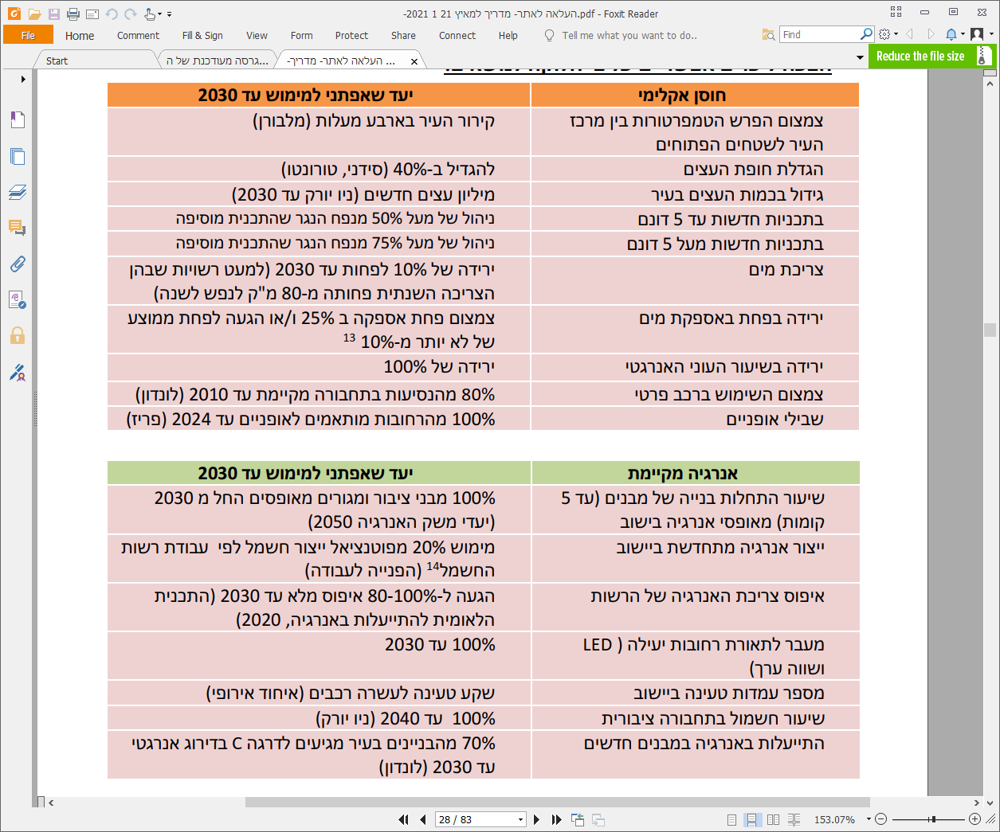 -2021 1 21 העלאה לאתר- מדריך למאיץ.pdf - Foxit Reader
File Home Comment Fill & Sign View Form Protect Share Connect Help Tell me what you want to do.. Find
Start
גרסה מעודכנת של ה...
העלאה לאתר- מדריך- ...
Reduce the file size
חוסן אקלימי
יעד שאפתני למימוש עד 2030
צמצום הפרש הטמפרטורות בין מרכז
העיר לשטחים הפתוחים
קירור העיר בארבע מעלות (מלבורן)
הגדלת חופת העצים
להגדיל ב-40% (סידני, טורונטו)
גידול בכמות העצים בעיר
מיליון עצים חדשים (ניו יורק עד 2030)
בתכניות חדשות עד 5 דונם
ניהול של מעל 50% מנפח הנגר שהתכנית מוסיפה
בתכניות חדשות מעל 5 דונם
ניהול של מעל 75% מנפח הנגר שהתכנית מוסיפה
צריכת מים
ירידה של 10% לפחות עד 2030 (למעט רשויות שבהן
הצריכה השנתית פחותה מ-80 מ"ק לנפש לשנה)
ירידה בפחת באספקת מים
צמצום פחת אספקה ב 25% ו/או הגעה לפחת ממוצע
של לא יותר מ-10% 13
ירידה בשיעור העוני האנרגטי
ירידה של 100%
צמצום השימוש ברכב פרטי
80% מהנסיעות בתחבורה מקיימת עד 2010 (לונדון)
שבילי אופניים
100% מהרחובות מותאמים לאופניים עד 2024 (פריז)
אנרגיה מקיימת
יעד שאפתני למימוש עד 2030
שיעור התחלות בנייה של מבנים (עד 5
קומות) מאופסי אנרגיה בישוב
100% מבני ציבור ומגורים מאופסים החל מ 2030
(יעדי משק האנרגיה 2050)
ייצור אנרגיה מתחדשת ביישוב
מימוש 20% מפוטנציאל ייצור חשמל לפי  עבודת רשות
החשמל14 (הפנייה לעבודה)
איפוס צריכת האנרגיה של הרשות
הגעה ל-80-100% איפוס מלא עד 2030 (התכנית
הלאומית להתייעלות באנרגיה, 2020)
מעבר לתאורת רחובות יעילה ( LED
ושווה ערך)
100% עד 2030
מספר עמדות טעינה ביישוב
שקע טעינה לעשרה רכבים (איחוד אירופי)
שיעור חשמול בתחבורה ציבורית
100%  עד 2040 (ניו יורק)
התייעלות באנרגיה במבנים חדשים
70% מהבניינים בעיר מגיעים לדרגה C בדירוג אנרגטי
עד 2030 (לונדון)
28 / 83
153.07%